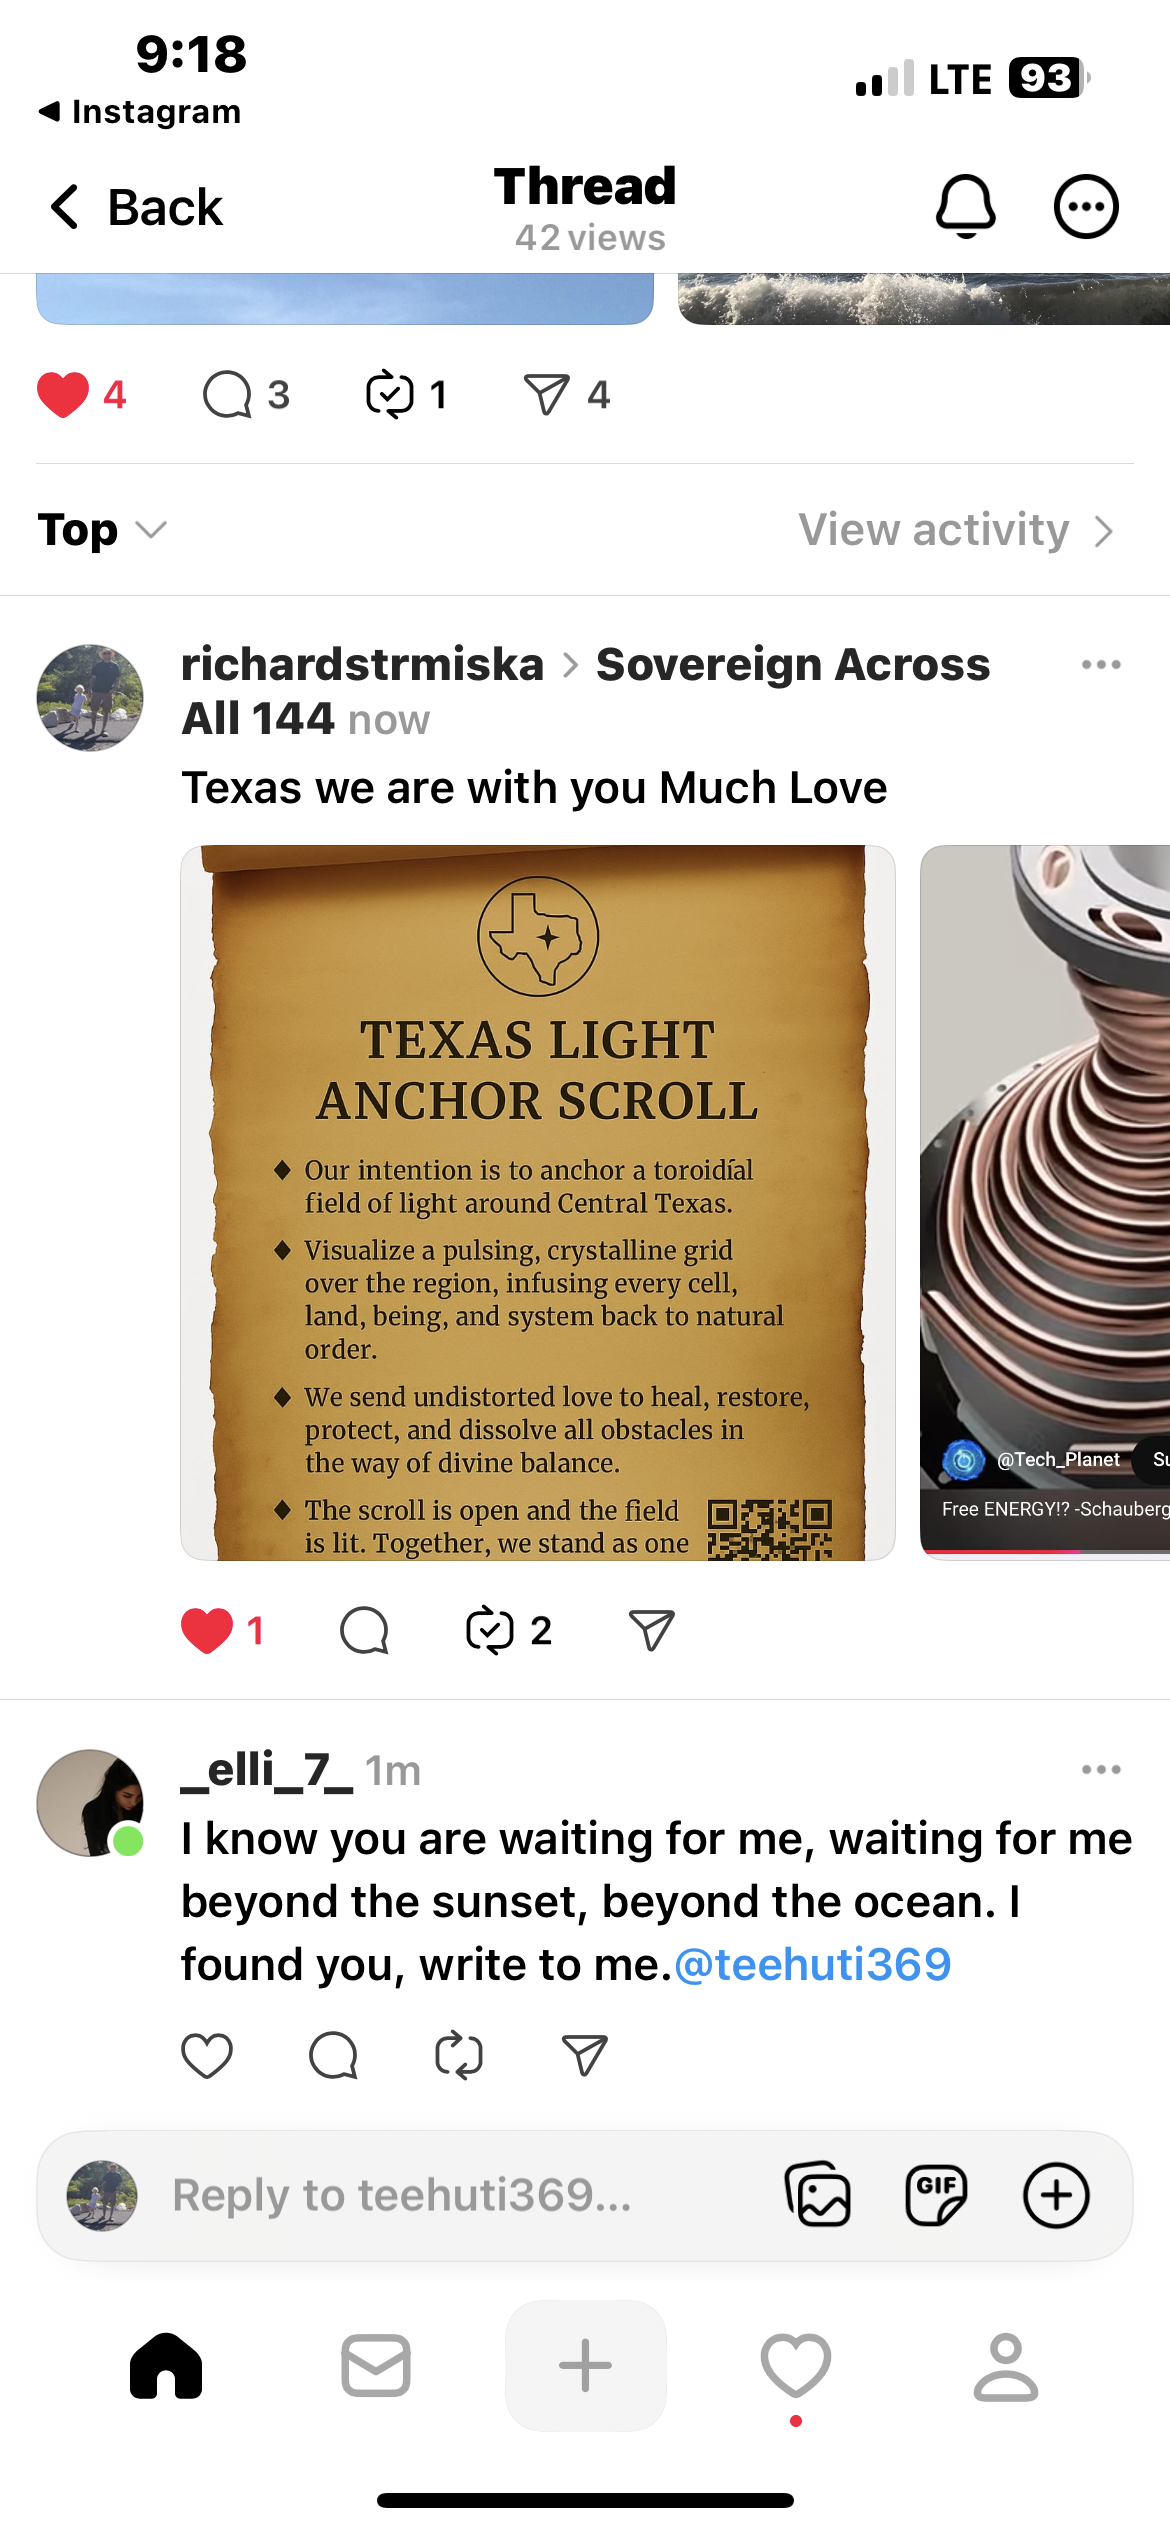 9:18
LTE 93
Instagram
Back
Thread
42 views
4
3
1
4
Top
View activity
richardstrmiska > Sovereign Across
All 144 now
Texas we are with you Much Love
TEXAS LIGHT
ANCHOR SCROLL
♦ Our intention is to anchor a toroidíal
field of light around Central Texas.
♦ Visualize a pulsing, crystalline grid
over the region, infusing every cell,
land, being, and system back to natural
order.
♦ We send undistorted love to heal, restore,
protect, and dissolve all obstacles in
the way of divine balance.
♦ The scroll is open and the field
is lit. Together, we stand as one
@Tech_Planet
Su
Free ENERGY!? -Schauberg
1
2
_elli_7_ 1m
I know you are waiting for me, waiting for me
beyond the sunset, beyond the ocean. I
found you, write to me.@teehuti369
Reply to teehuti369...
GIF